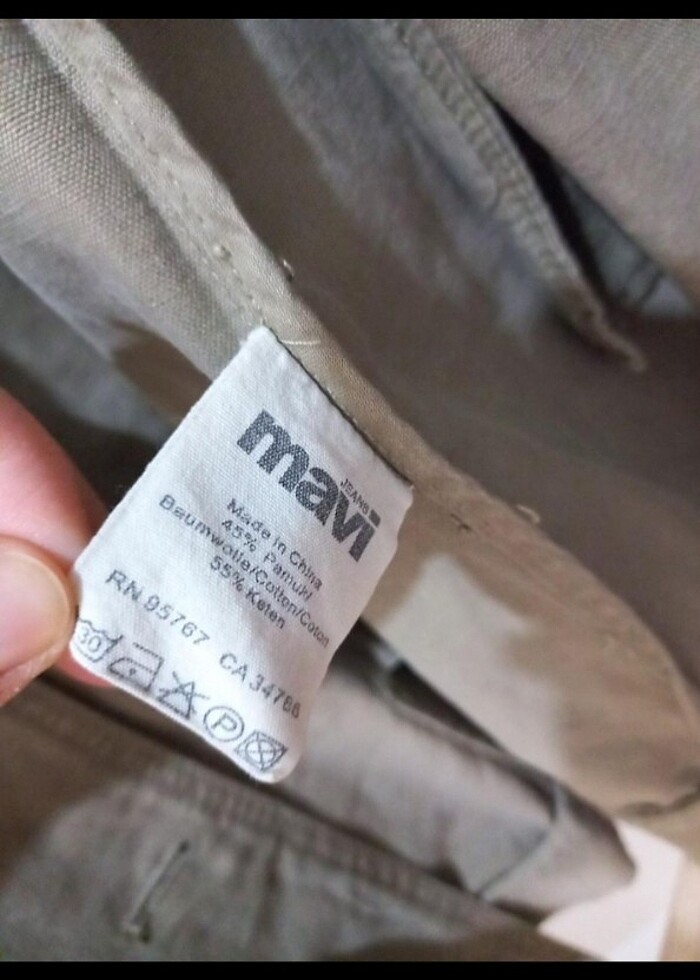 mavi
JEANS
Made in China
45% Pamuk/
Baumwolle/Cotton/Coton
55% Keten
RN 95767 CA 34786
30
P